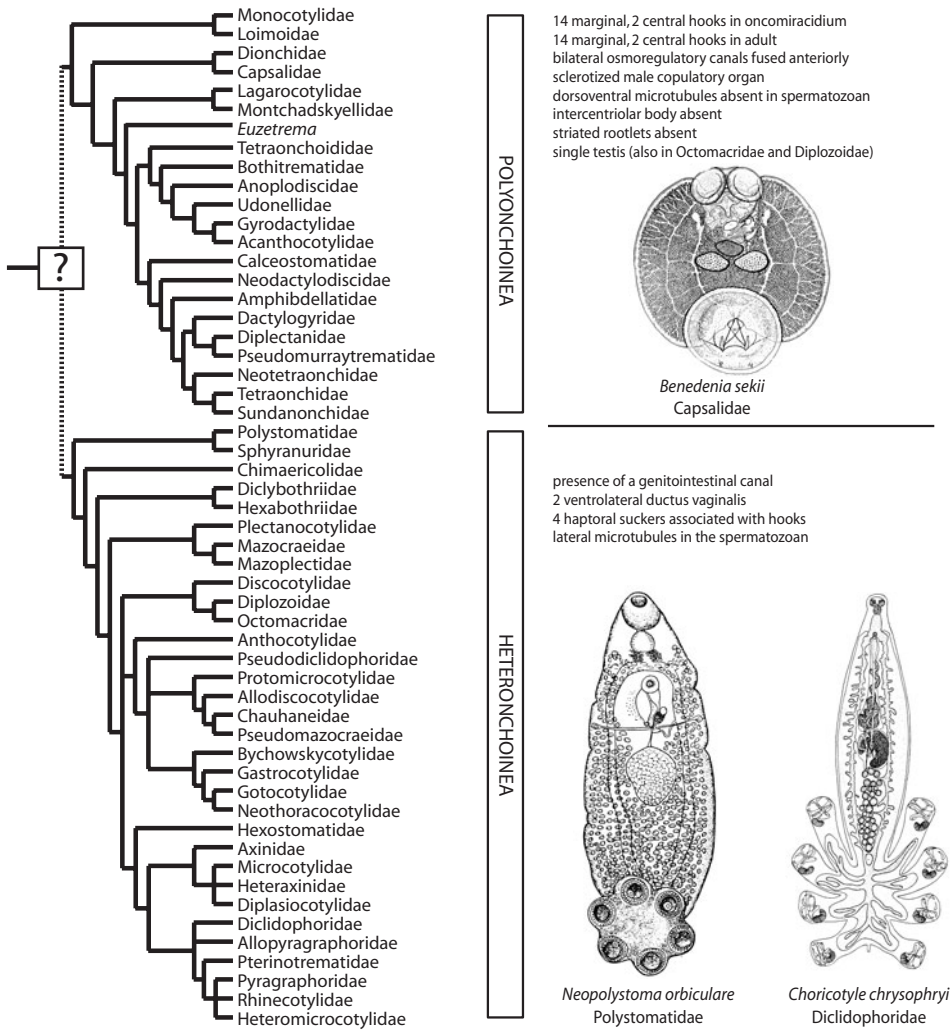 Monocotylidae
Loimoidae
Dionchidae
Capsalidae
Lagarocotylidae
Montchadskyellidae
Euzetrema
Tetraonchoididae
Bothitrematidae
Anoplodiscidae
Udonellidae
Gyrodactylidae
Acanthocotylidae
?
Calceostomatidae
Neodactylodiscidae
Amphibdellatidae
Dactylogyridae
Diplectanidae
Pseudomurraytrematidae
Neotetraonchidae
Tetraonchidae
Sundanonchidae
Polystomatidae
Sphyranuridae
Chimaericolidae
Diclybothriidae
Hexabothriidae
Plectanocotylidae
Mazocraeidae
Mazoplectidae
Discocotylidae
Diplozoidae
Octomacridae
Anthocotylidae
Pseudodiclidophoridae
Protomicrocotylidae
Allodiscocotylidae
Chauhaneidae
Pseudomazocraeidae
Bychowskycotylidae
Gastrocotylidae
Gotocotylidae
Neothoracocotylidae
Hexostomatidae
Axinidae
Microcotylidae
Heteraxinidae
Diplasiocotylidae
Diclidophoridae
Allopyragraphoridae
Pterinotrematidae
Pyragraphoridae
Rhinecotylidae
Heteromicrocotylidae
POLYONCHOINEA
HETERONCHOINEA
14 marginal, 2 central hooks in oncomiracidium
14 marginal, 2 central hooks in adult
bilateral osmoregulatory canals fused anteriorly
sclerotized male copulatory organ
dorsoventral microtubules absent in spermatozoan
intercentriolar body absent
striated rootlets absent
single testis (also in Octomacridae and Diplozoidae)
Benedenia sekii
Capsalidae
presence of a genitointestinal canal
2 ventrolateral ductus vaginalis
4 haptoral suckers associated with hooks
lateral microtubules in the spermatozoan
Neopolystoma orbiculare
Polystomatidae
Choricotyle chrysophryi
Diclidophoridae